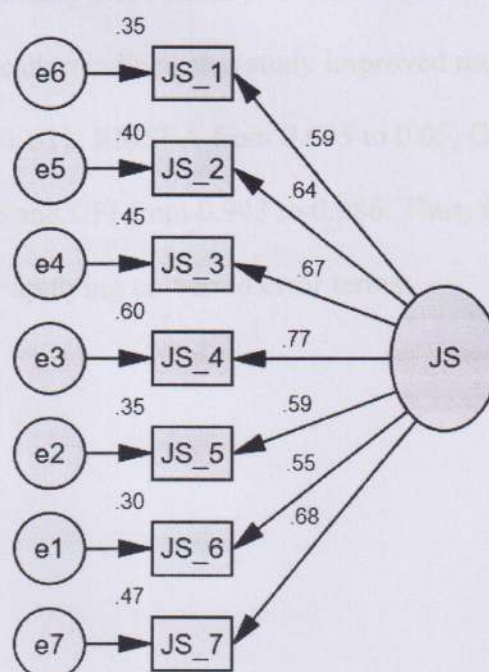 .35
e6 JS_1
.59
.40
e5 JS_2
.64
.45
e4 JS_3
.67
.60
e3 JS_4
.77
JS
.35
e2 JS_5
.59
.30
e1 JS_6
.55
.47
e7 JS_7
.68